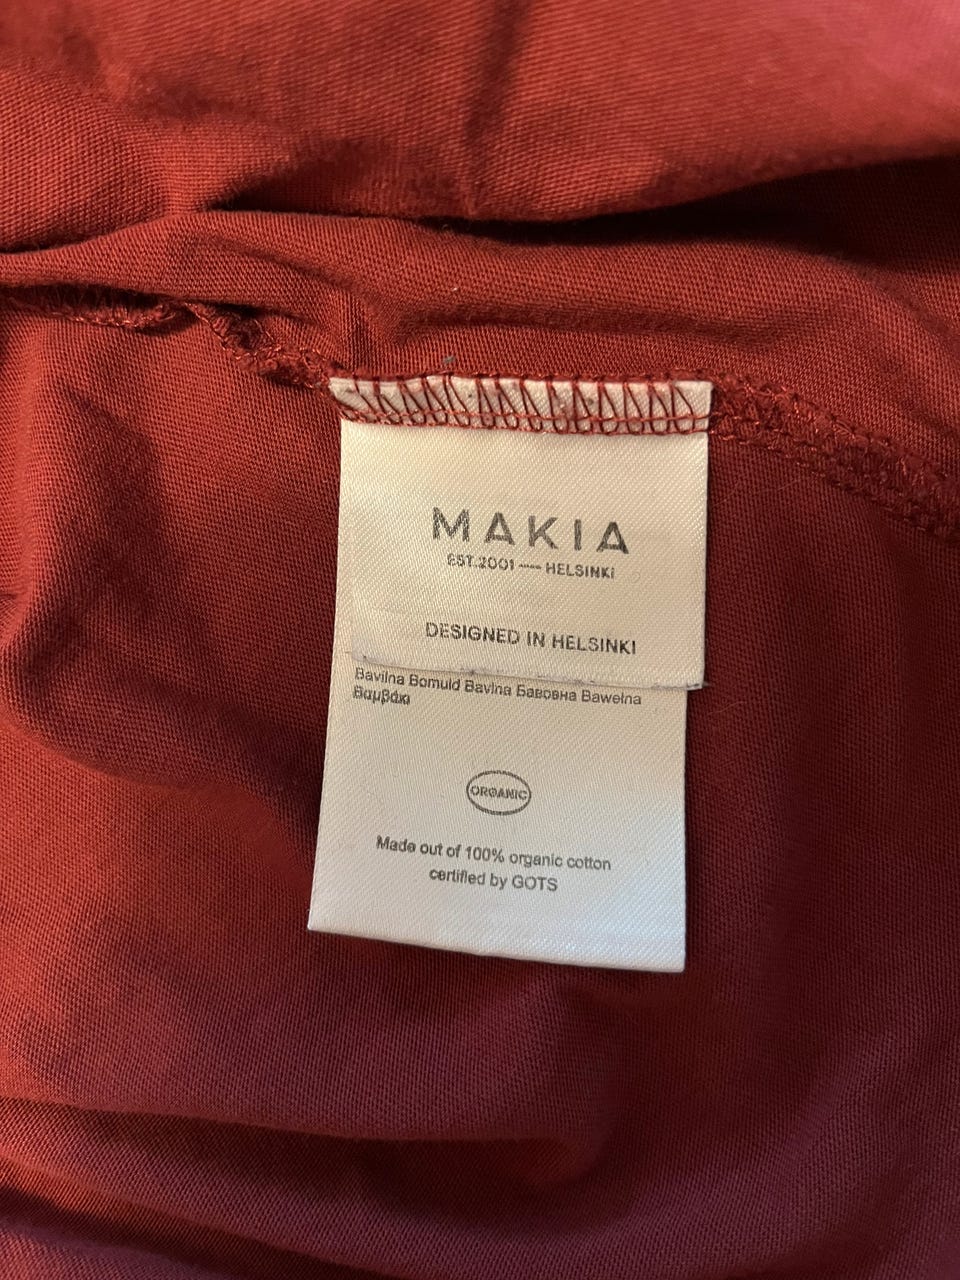 MAKIA
EST.2001 — HELSINKI
DESIGNED IN HELSINKI
Bavilna Bomuld Bavlna Бавовна Bawełna
Βαμβάκι
ORGANIC
Made out of 100% organic cotton
certified by GOTS